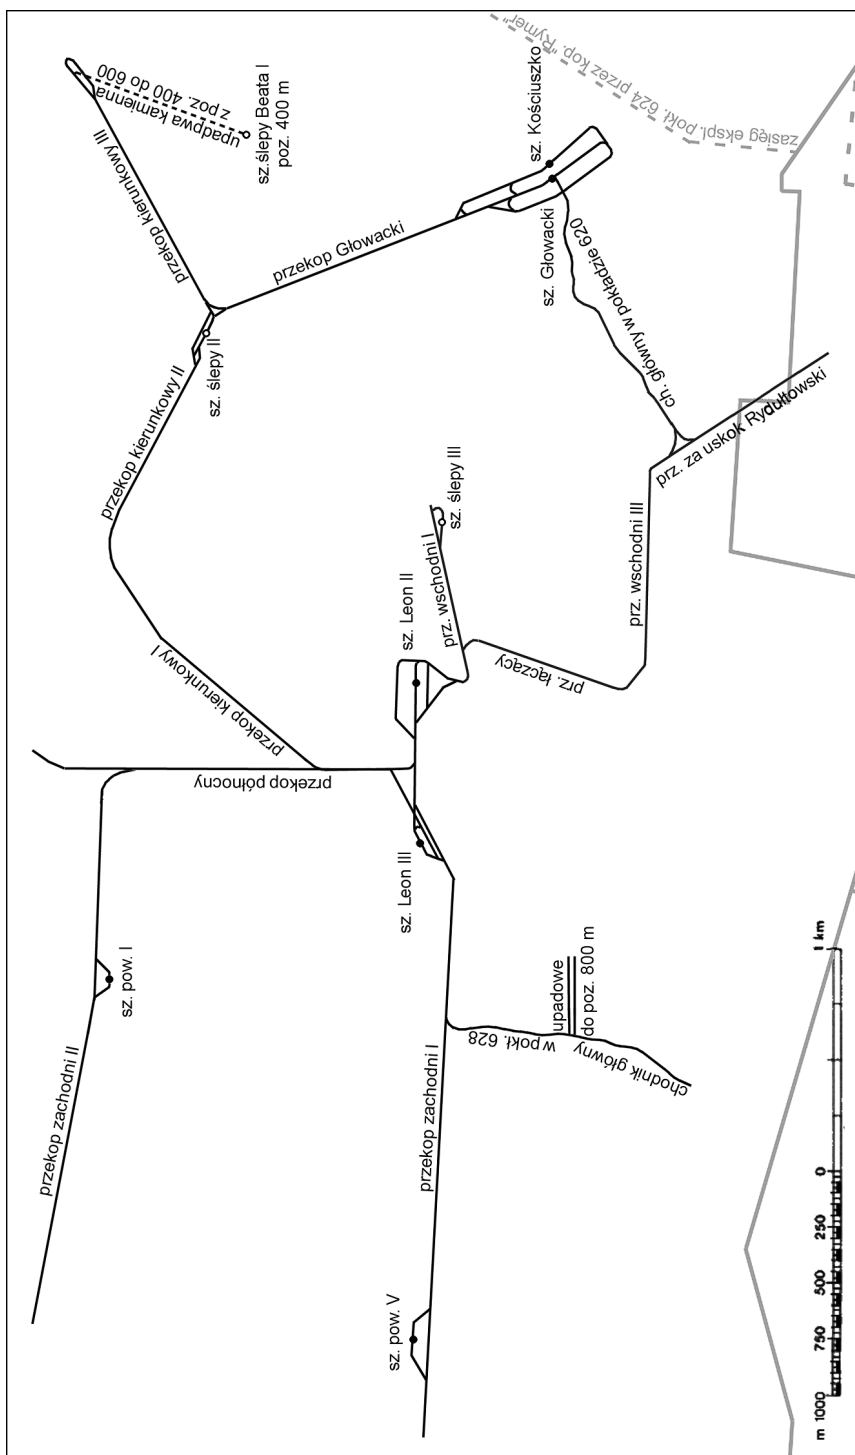 zasięg ekspl. pokł. 624 przez kop. "Rymer"
upadpwa kamienna
z poz. 400 do 600
sz.ślepy Beata I
poz. 400 m
przekop kierunkowy III
sz. Kościuszko
sz. Głowacki
przekop Głowacki
ch. główny w pokładzie 620
sz. ślepy II
przekop kierunkowy II
prz. za uskok Rydułtowski
sz. ślepy III
prz. wschodni I
prz. wschodni III
sz. Leon II
prz. łączący
przekop kierunkowy I
przekop północny
sz. Leon III
sz. pow. I
upadowe
do poz. 800 m
chodnik główny
w pokł. 628
przekop zachodni II
przekop zachodni I
sz. pow. V
m 1000 750 500 250 0 1 km